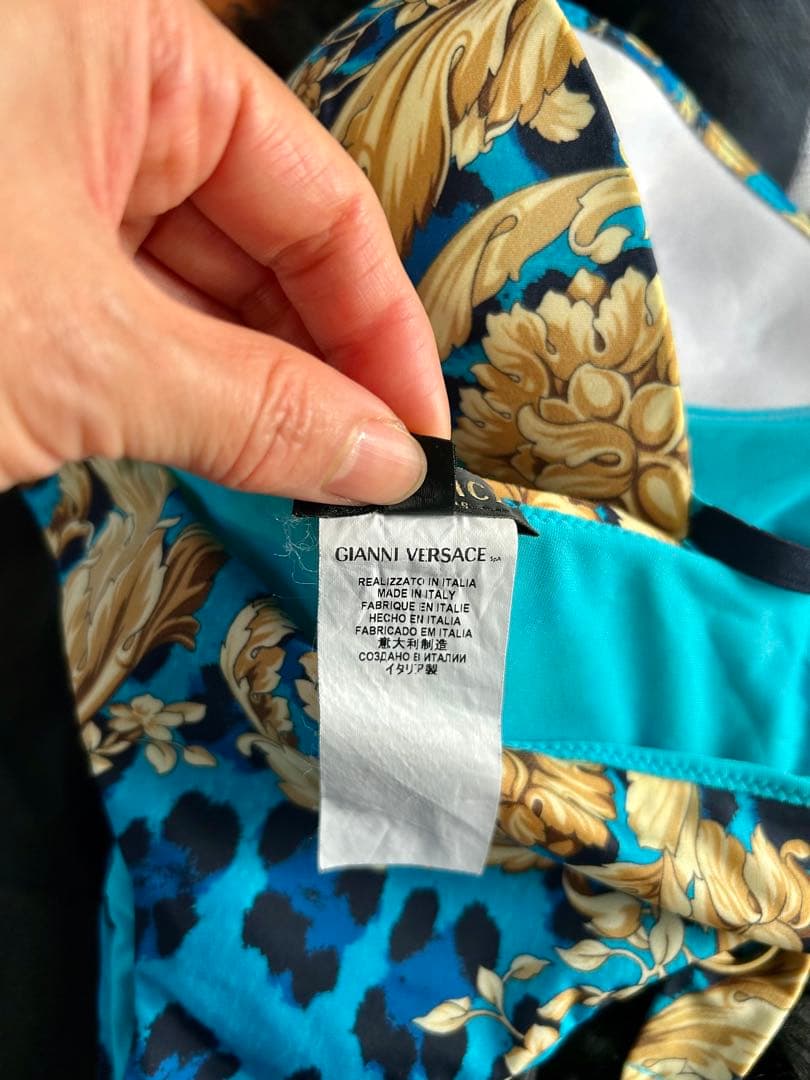 GIANNI VERSACE SpA
REALIZZATO IN ITALIA
MADE IN ITALY
FABRIQUE EN ITALIE
HECHO EN ITALIA
FABRICADO EM ITALIA
意大利制造
СОЗДАНО В ИТАЛИИ
イタリア製